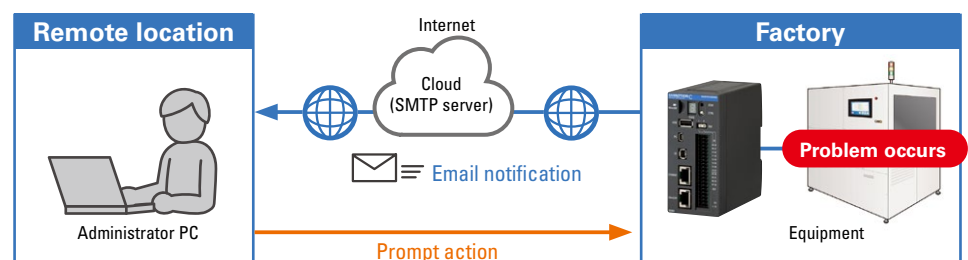 Remote location
Internet
Factory
Cloud
(SMTP server)
Problem occurs
Email notification
Administrator PC
Equipment
Prompt action